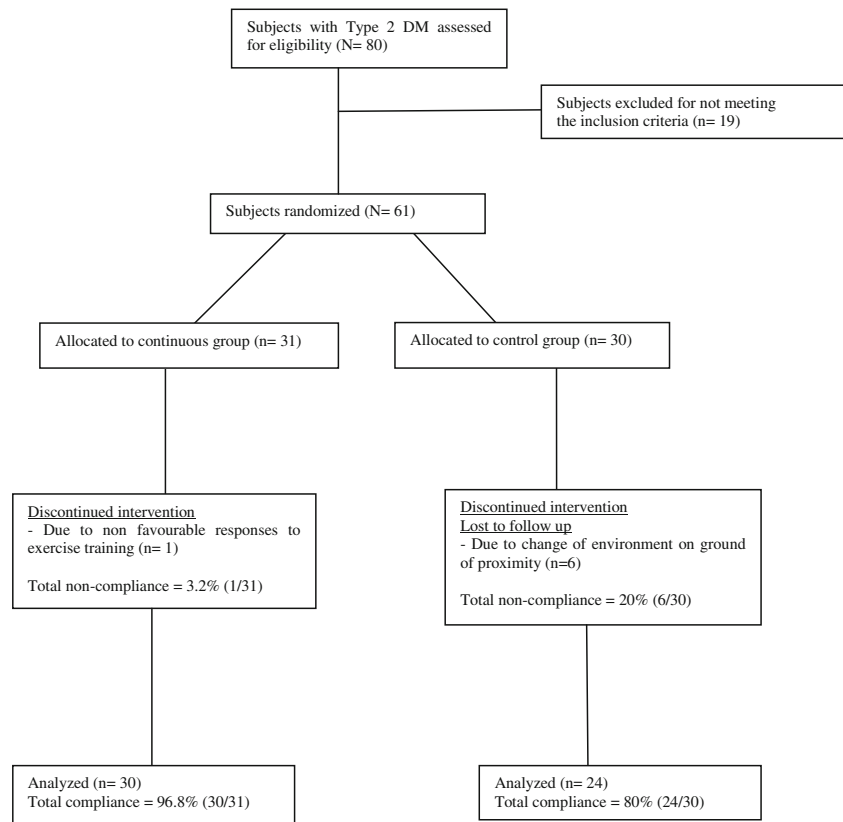 Subjects with Type 2 DM assessed
for eligibility (N= 80)
Subjects excluded for not meeting
the inclusion criteria (n= 19)
Subjects randomized (N= 61)
Allocated to continuous group (n= 31)
Allocated to control group (n= 30)
Discontinued intervention
- Due to non favourable responses to
exercise training (n= 1)
Total non-compliance = 3.2% (1/31)
Discontinued intervention
Lost to follow up
- Due to change of environment on ground
of proximity (n=6)
Total non-compliance = 20% (6/30)
Analyzed (n= 30)
Total compliance = 96.8% (30/31)
Analyzed (n= 24)
Total compliance = 80% (24/30)